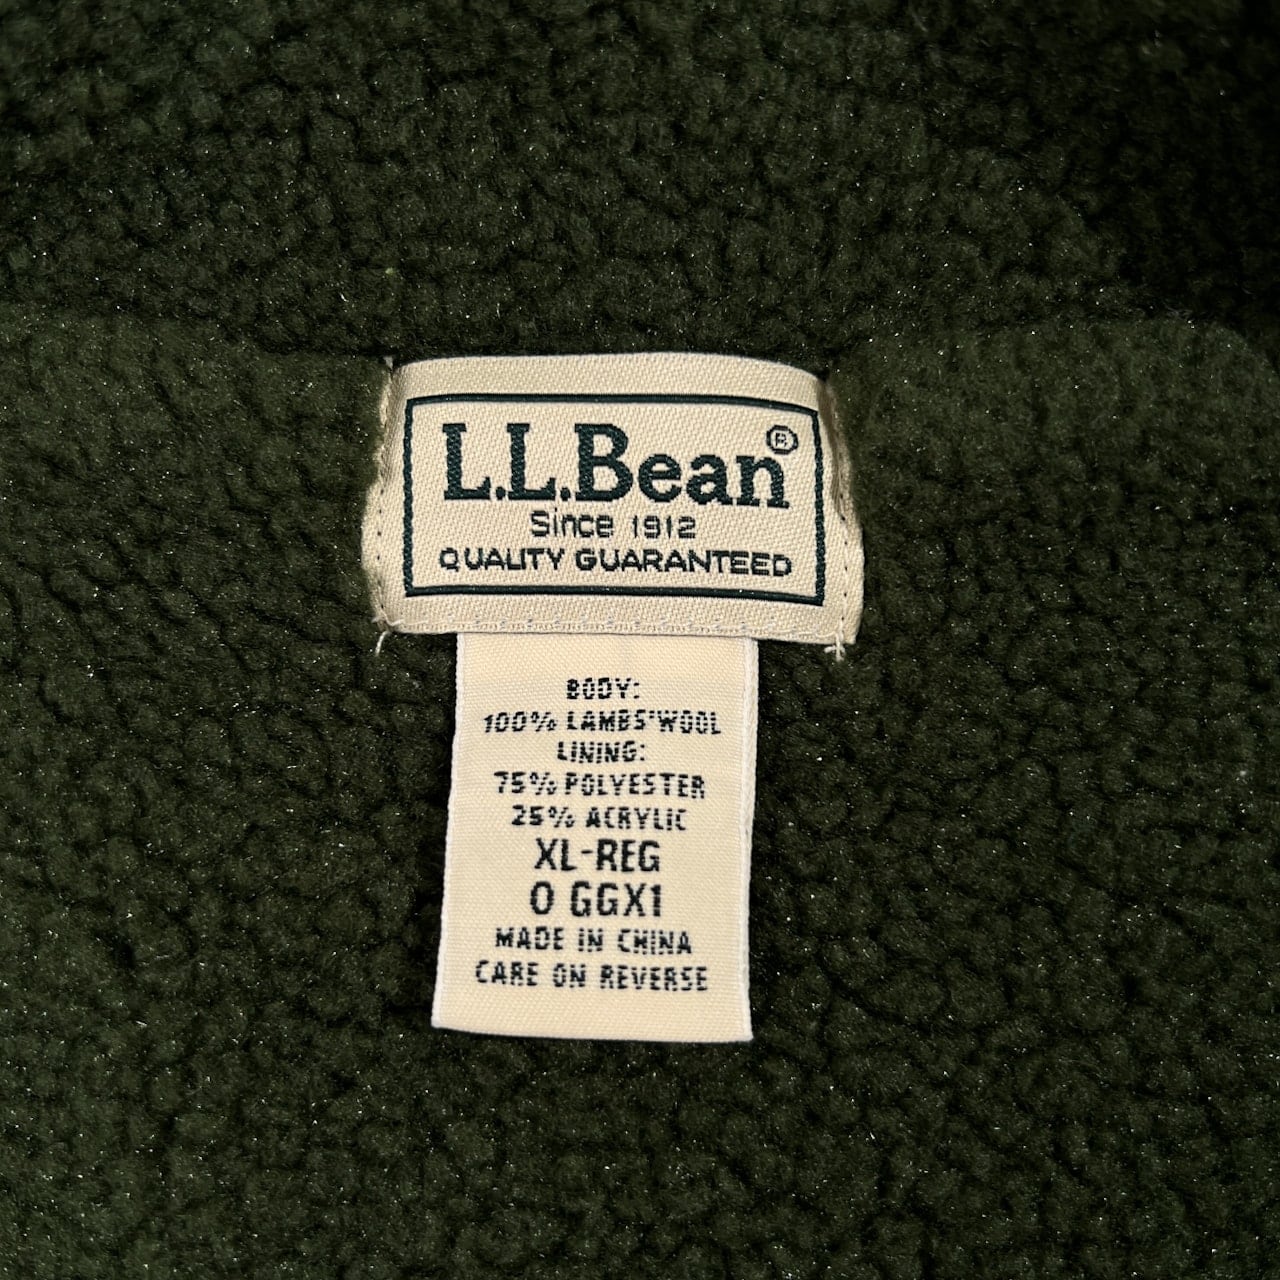 L.L.Bean®
Since 1912
QUALITY GUARANTEED
BODY:
100% LAMBS'WOOL
LINING:
75% POLYESTER
25% ACRYLIC
XL-REG
0 GGX1
MADE IN CHINA
CARE ON REVERSE